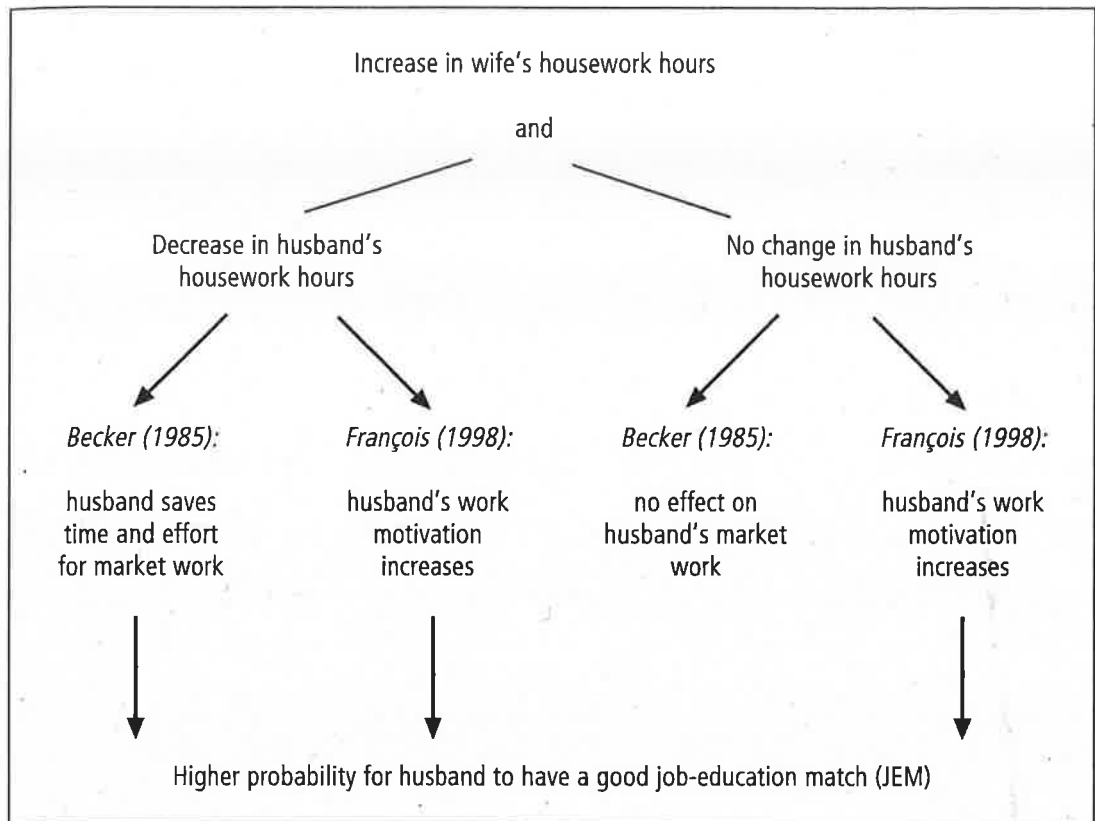 Increase in wife's housework hours
and
Decrease in husband's
housework hours
No change in husband's
housework hours
Becker (1985):
husband saves
time and effort
for market work
François (1998):
husband's work
motivation
increases
Becker (1985):
no effect on
husband's market
work
François (1998):
husband's work
motivation
increases
Higher probability for husband to have a good job-education match (JEM)